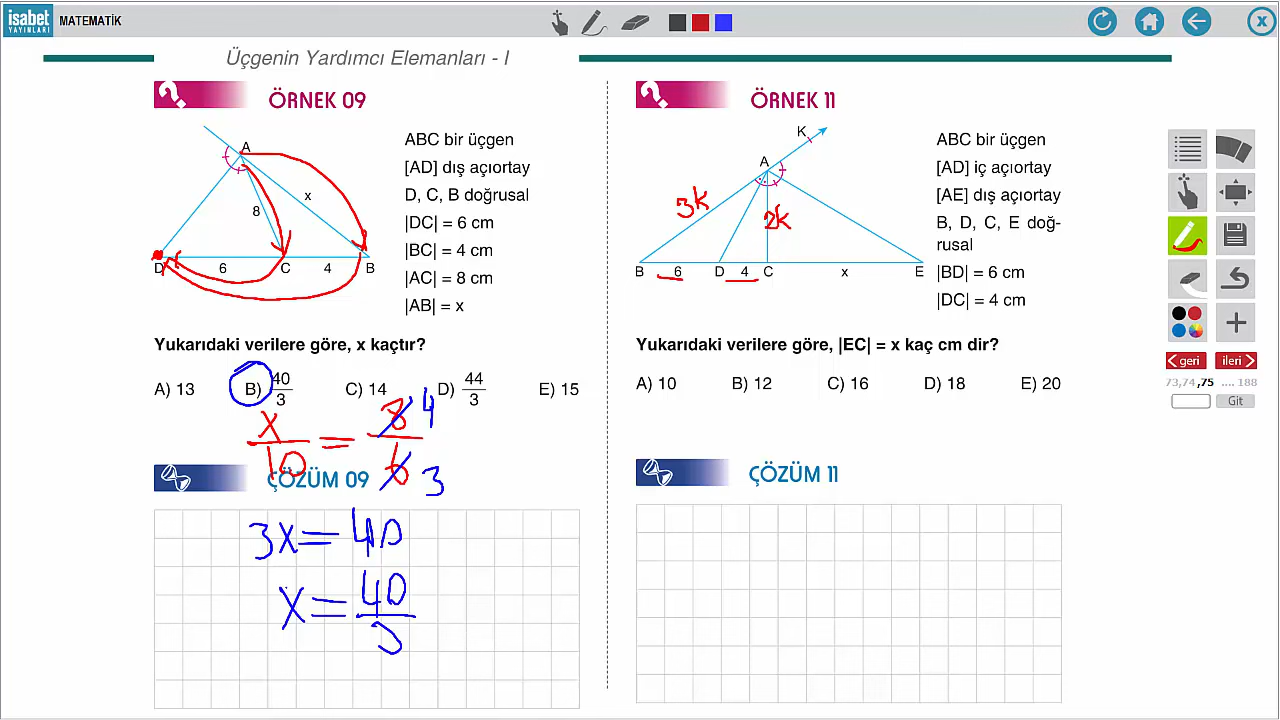 isabet
YAYINLARI
MATEMATİK
Üçgenin Yardımcı Elemanları - I
ÖRNEK 09
A
x
8
D
6
C
4
B
ABC bir üçgen
[AD] dış açıortay
D, C, B doğrusal
|DC| = 6 cm
|BC| = 4 cm
|AC| = 8 cm
|AB| = x
Yukarıdaki verilere göre, x kaçtır?
A) 13 B) 40/3 C) 14 D) 44/3 E) 15
x/10 = 8/6
4
3
ÇÖZÜM 09
3x = 40
x = 40/3
ÖRNEK 11
K
A
3K
2K
B
6
D
4
C
x
E
ABC bir üçgen
[AD] iç açıortay
[AE] dış açıortay
B, D, C, E doğ-
rusal
|BD| = 6 cm
|DC| = 4 cm
Yukarıdaki verilere göre, |EC| = x kaç cm dir?
A) 10 B) 12 C) 16 D) 18 E) 20
ÇÖZÜM 11
geri
ileri
73,74,75 .... 188
Git